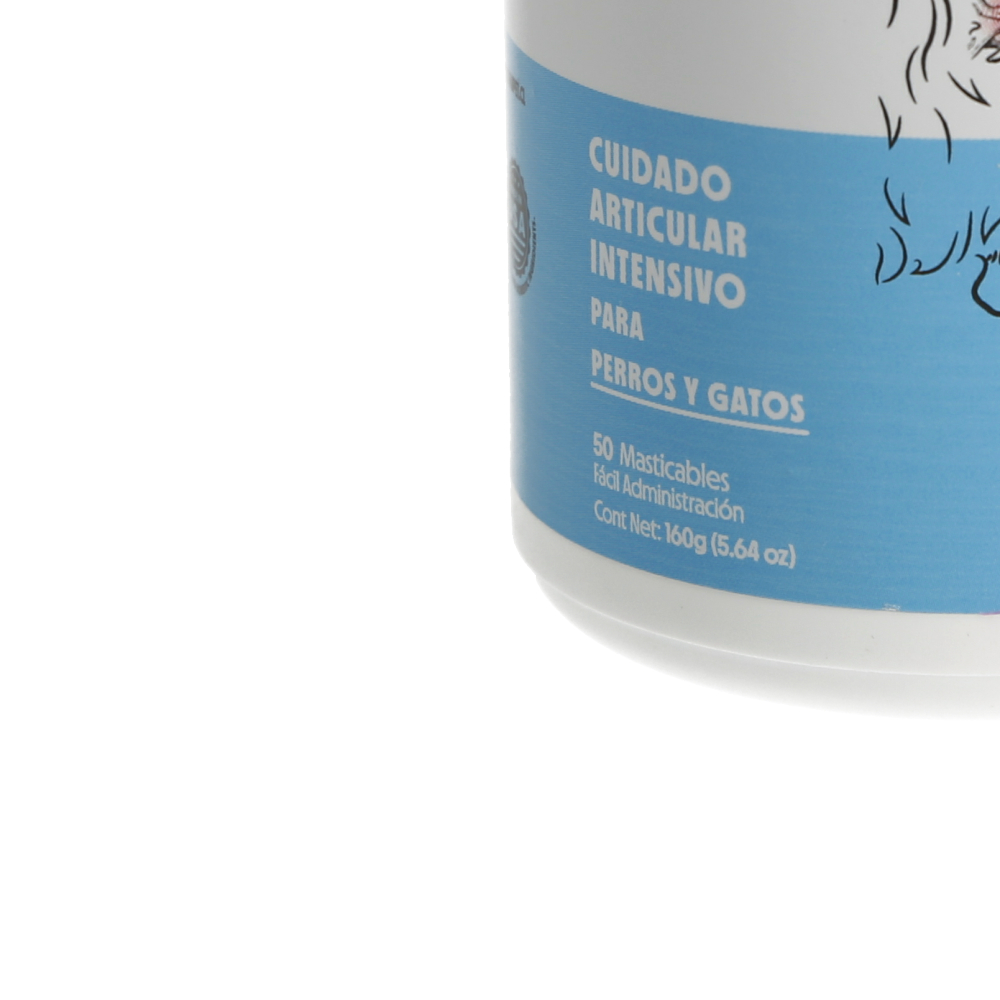 CUIDADO
ARTICULAR
INTENSIVO
PARA
PERROS Y GATOS
50 Masticables
Fácil Administración
Cont Net: 160g (5.64 oz)